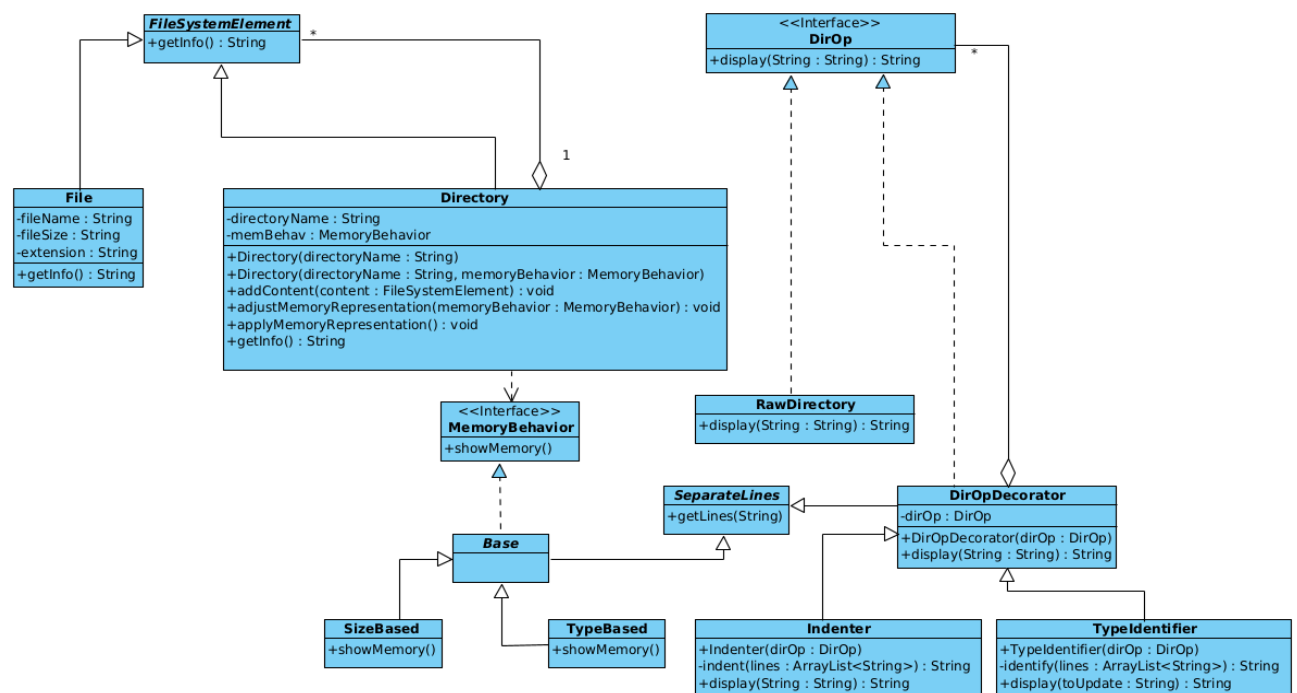 FileSystemElement
+getInfo() : String
*
1
File
-fileName : String
-fileSize : String
-extension : String
+getInfo() : String
Directory
-directoryName : String
-memBehav : MemoryBehavior
+Directory(directoryName : String)
+Directory(directoryName : String, memoryBehavior : MemoryBehavior)
+addContent(content : FileSystemElement) : void
+adjustMemoryRepresentation(memoryBehavior : MemoryBehavior) : void
+applyMemoryRepresentation() : void
+getInfo() : String
<<Interface>>
MemoryBehavior
+showMemory()
Base
SizeBased
+showMemory()
TypeBased
+showMemory()
SeparateLines
+getLines(String)
<<Interface>>
DirOp
+display(String : String) : String
*
RawDirectory
+display(String : String) : String
DirOpDecorator
-dirOp : DirOp
+DirOpDecorator(dirOp : DirOp)
+display(String : String) : String
Indenter
+Indenter(dirOp : DirOp)
-indent(lines : ArrayList<String>) : String
+display(String : String) : String
TypeIdentifier
+TypeIdentifier(dirOp : DirOp)
-identify(lines : ArrayList<String>) : String
+display(toUpdate : String) : String